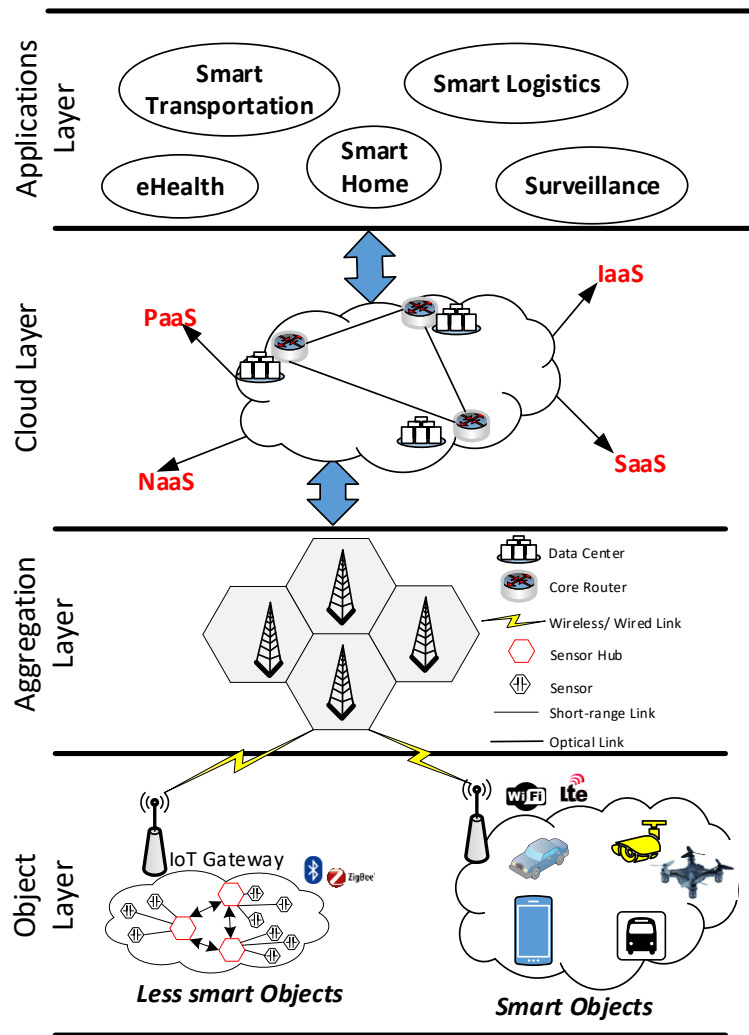 Applications
Layer
Smart
Transportation
Smart Logistics
eHealth
Smart
Home
Surveillance
Cloud Layer
PaaS
IaaS
NaaS
SaaS
Aggregation
Layer
Data Center
Core Router
Wireless/ Wired Link
Sensor Hub
Sensor
Short-range Link
Optical Link
Object
Layer
IoT Gateway
ZigBee
WiFi
Lte
Less smart Objects
Smart Objects